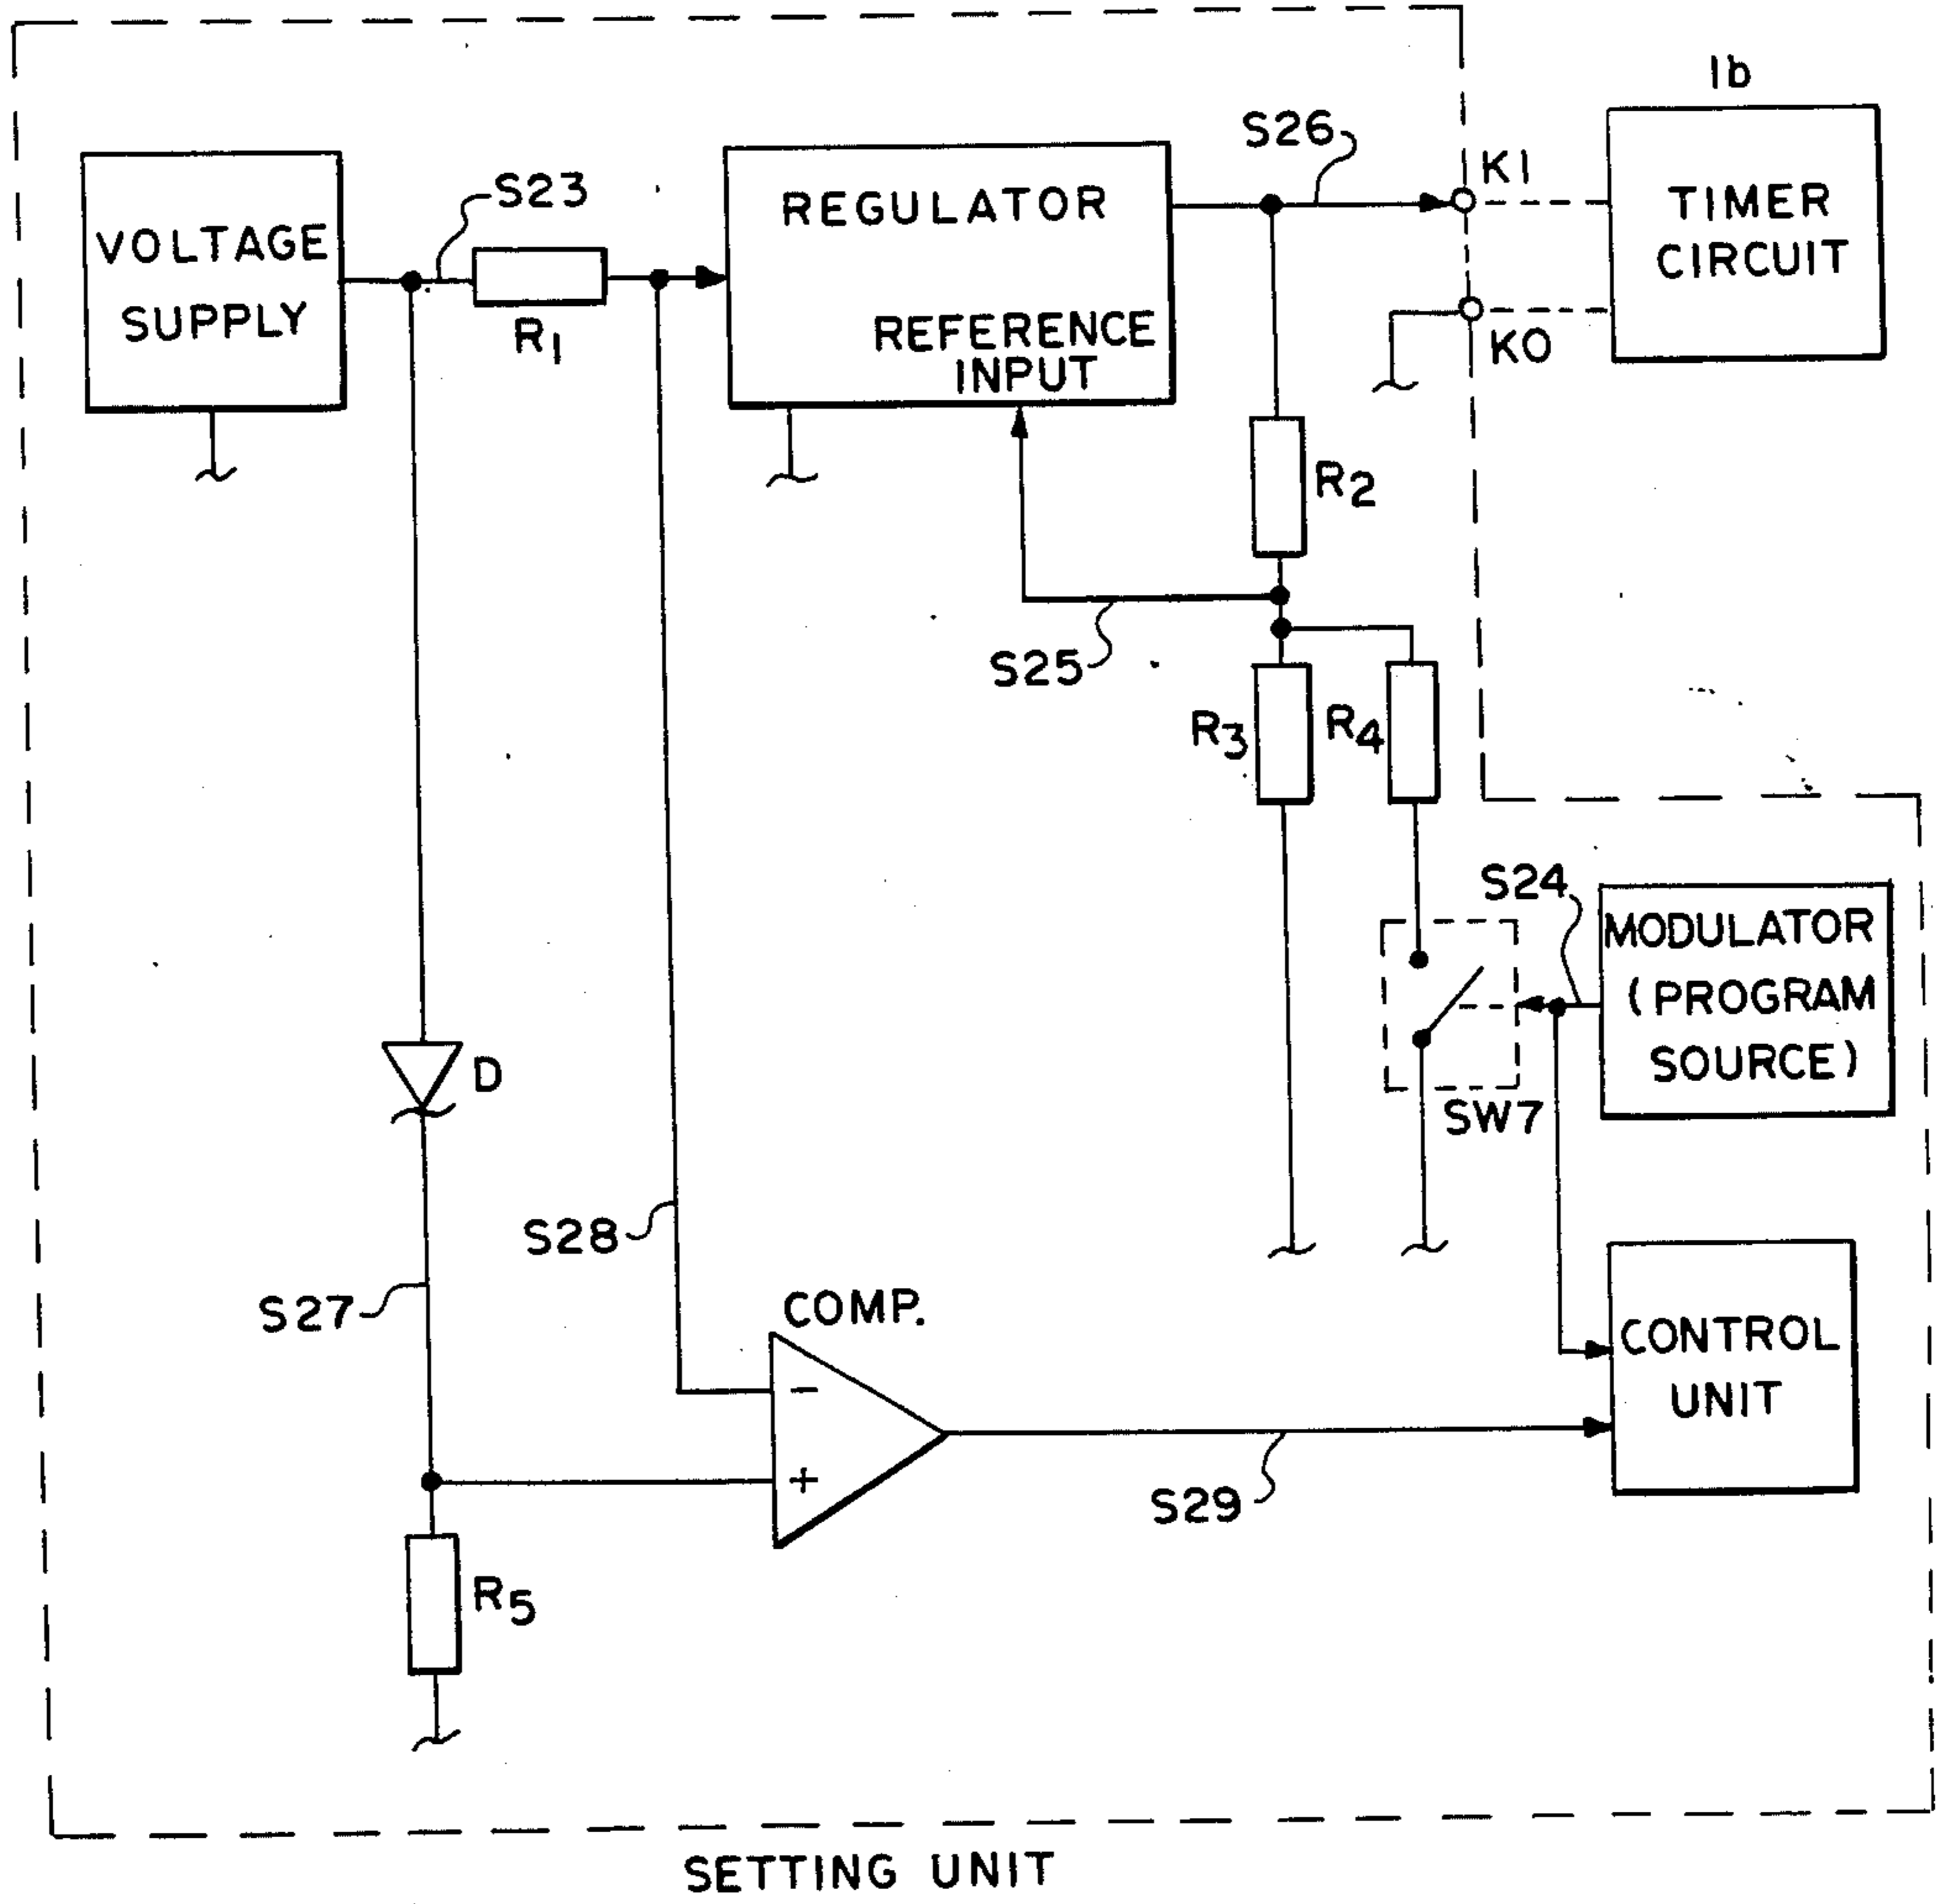 1b
S26
K1
S23
REGULATOR
TIMER
CIRCUIT
VOLTAGE
SUPPLY
R1
REFERENCE
INPUT
K0
R2
S25
R3
R4
S24
MODULATOR
(PROGRAM
SOURCE)
D
SW7
S28
S27
COMP.
CONTROL
UNIT
−
+
S29
R5
SETTING UNIT